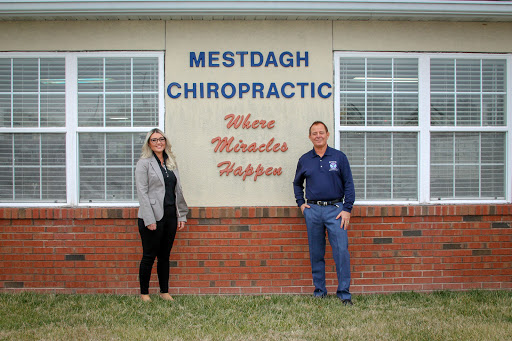 MESTDAGH
CHIROPRACTIC
Where
Miracles
Happen